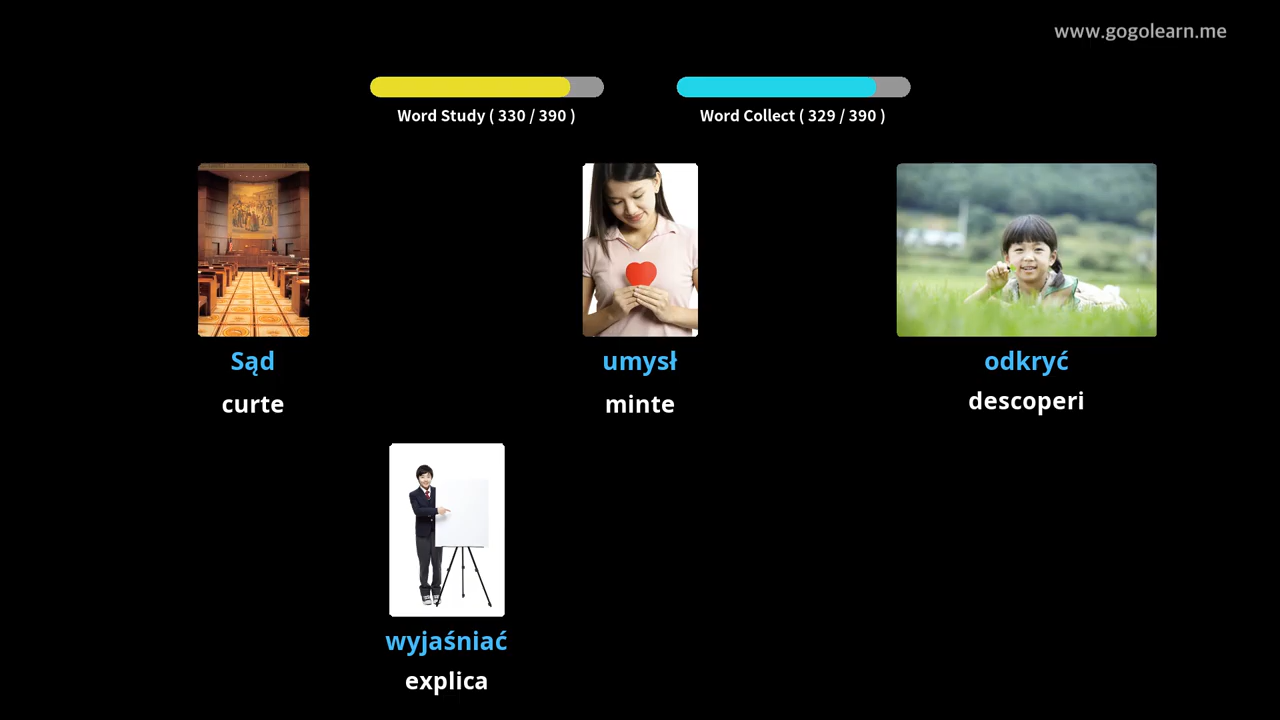 www.gogolearn.me
Word Study ( 330 / 390 )
Word Collect ( 329 / 390 )
Sąd
curte
umysł
minte
odkryć
descoperi
wyjaśniać
explica